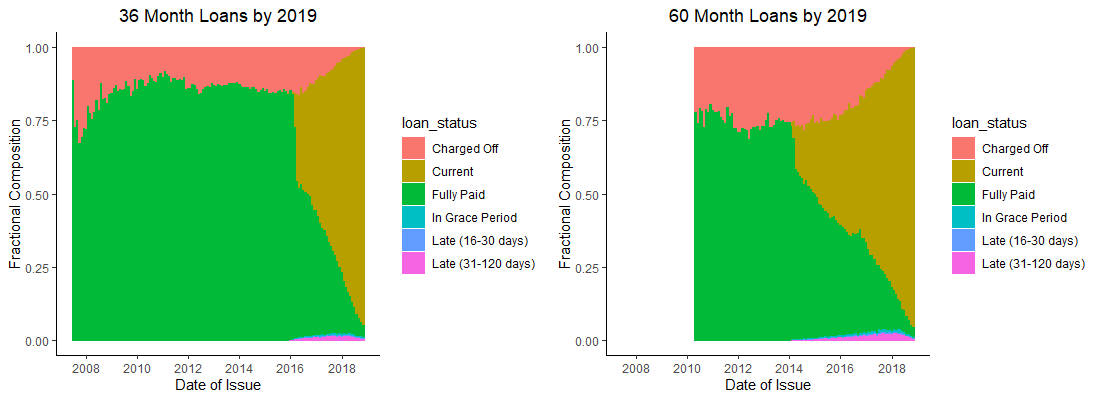 36 Month Loans by 2019
1.00
0.75
0.50
0.25
0.00
Fractional Composition
2008 2010 2012 2014 2016 2018
Date of Issue
loan_status
Charged Off
Current
Fully Paid
In Grace Period
Late (16-30 days)
Late (31-120 days)
60 Month Loans by 2019
1.00
0.75
0.50
0.25
0.00
Fractional Composition
2008 2010 2012 2014 2016 2018
Date of Issue
loan_status
Charged Off
Current
Fully Paid
In Grace Period
Late (16-30 days)
Late (31-120 days)